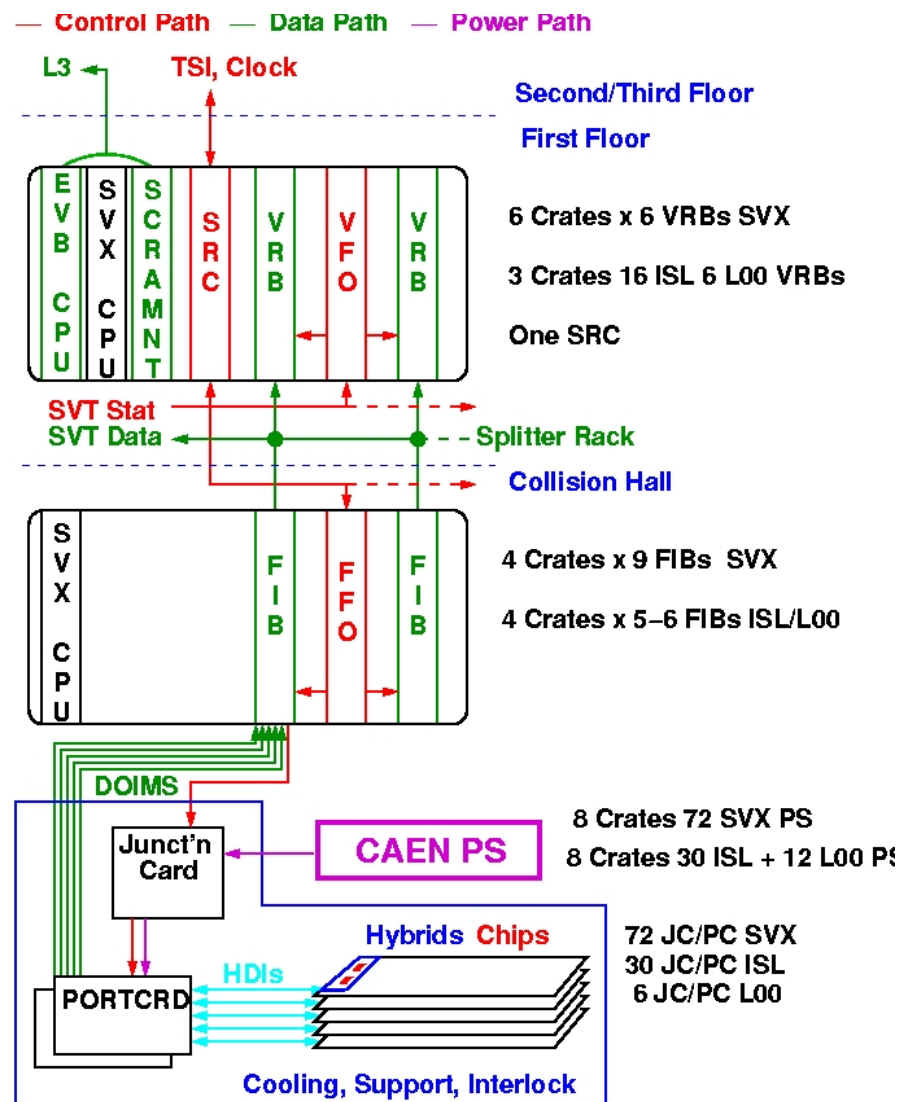 Control Path Data Path Power Path
L3
TSI, Clock
Second/Third Floor
First Floor
EVB CPU
SVX CPU
SCRAMNT
SRC
VRB
VFO
VRB
6 Crates x 6 VRBs SVX
3 Crates 16 ISL 6 L00 VRBs
One SRC
SVT Stat
SVT Data
Splitter Rack
Collision Hall
SVX CPU
FIB
FFO
FIB
4 Crates x 9 FIBs SVX
4 Crates x 5–6 FIBs ISL/L00
DOIMS
Junct'n
Card
CAEN PS
8 Crates 72 SVX PS
8 Crates 30 ISL + 12 L00 PS
Hybrids Chips
72 JC/PC SVX
30 JC/PC ISL
6 JC/PC L00
HDIs
PORTCRD
Cooling, Support, Interlock